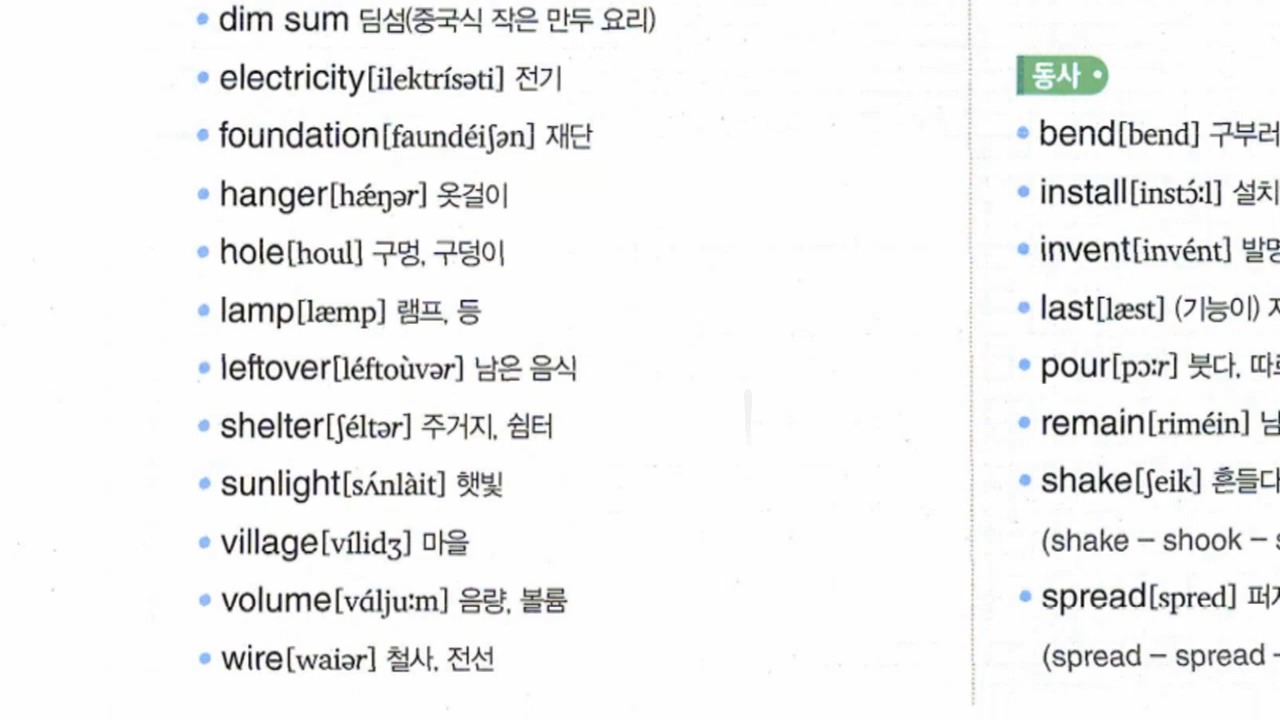 dim sum 딤섬(중국식 작은 만두 요리)
electricity[ilektrísəti] 전기
foundation[faundéiʃən] 재단
hanger[hǽŋər] 옷걸이
hole[houl] 구멍, 구덩이
lamp[læmp] 램프, 등
leftover[léftoùvər] 남은 음식
shelter[ʃéltər] 주거지, 쉼터
sunlight[sʌ́nlàit] 햇빛
village[vílidʒ] 마을
volume[válju:m] 음량, 볼륨
wire[waiər] 철사, 전선
동사
bend[bend] 구부러
install[instɔ́:l] 설치
invent[invént] 발명
last[læst] (기능이)
pour[pɔ:r] 붓다, 따르
remain[riméin] 남
shake[ʃeik] 흔들다
(shake – shook –
spread[spred] 퍼지
(spread – spread –